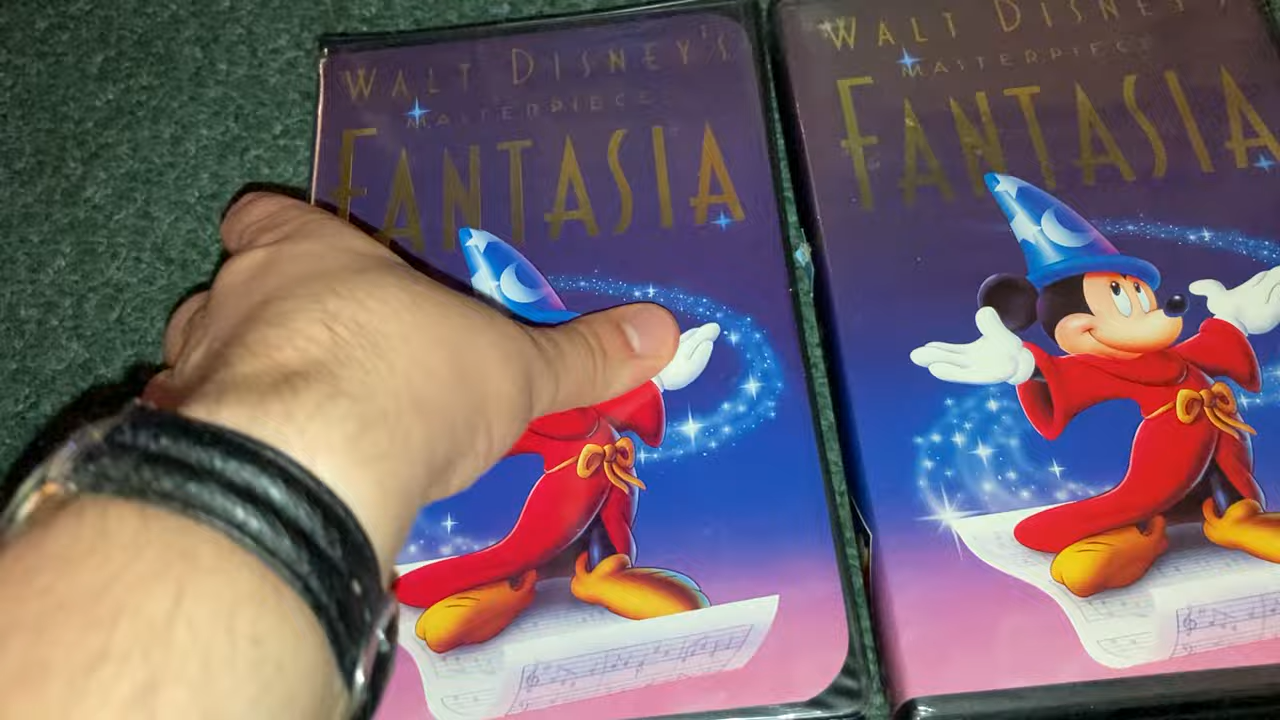 WALT DISNEY'S
MASTERPIECE
FANTASIA
WALT DISNEY'S
MASTERPIECE
FANTASIA